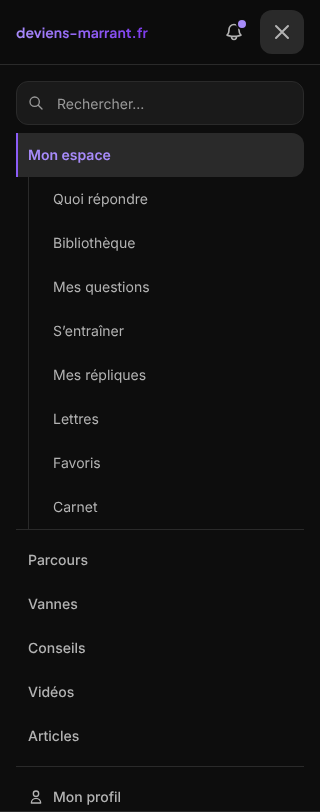 deviens-marrant.fr
Rechercher...
Mon espace
Quoi répondre
Bibliothèque
Mes questions
S'entraîner
Mes répliques
Lettres
Favoris
Carnet
Parcours
Vannes
Conseils
Vidéos
Articles
Mon profil